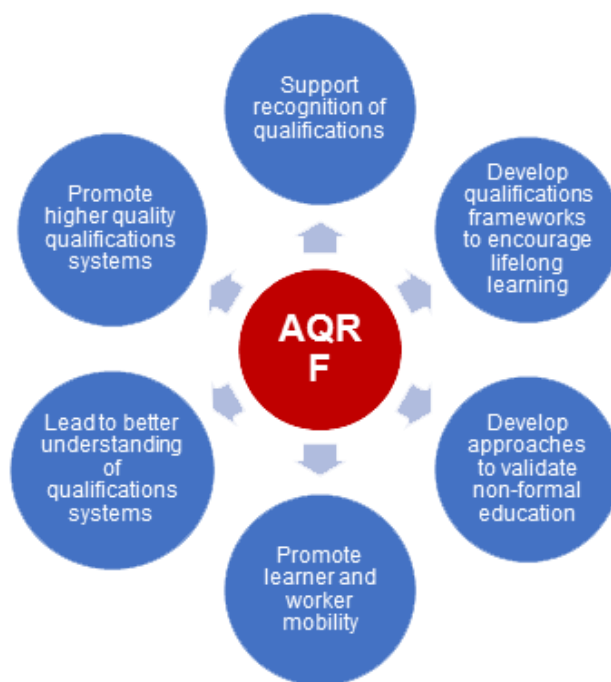 Support
recognition of
qualifications
Develop
qualifications
frameworks
to encourage
lifelong
learning
Develop
approaches
to validate
non-formal
education
Promote
learner and
worker
mobility
Lead to better
understanding
of
qualifications
systems
Promote
higher quality
qualifications
systems
AQR
F